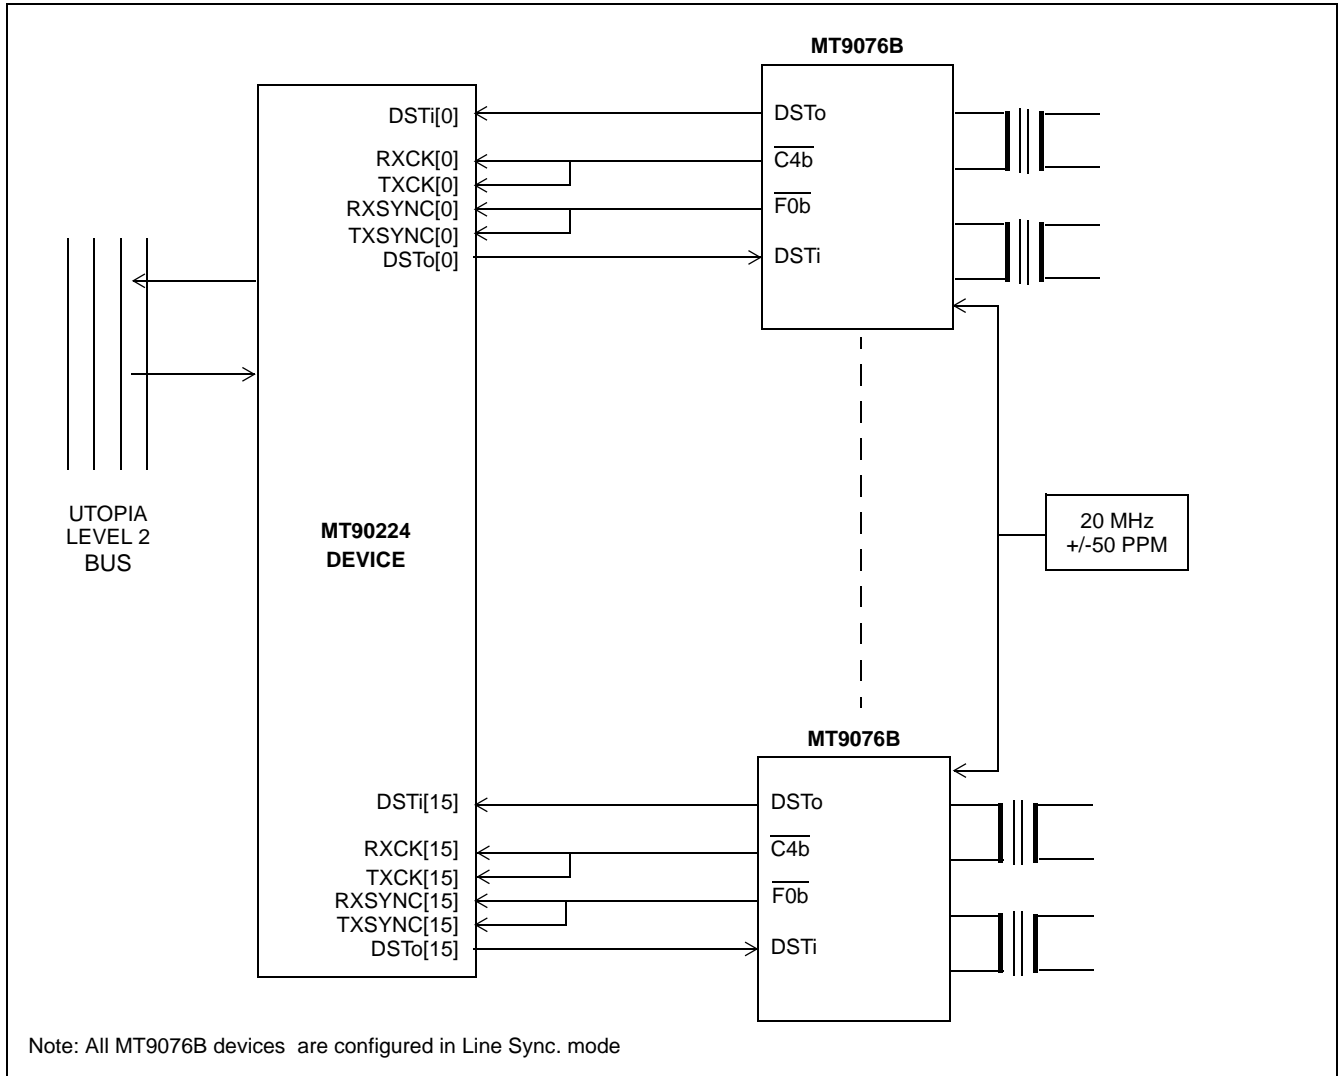 MT9076B
DSTi[0]
RXCK[0]
TXCK[0]
RXSYNC[0]
TXSYNC[0]
DSTo[0]
DSTo
C4b
F0b
DSTi
UTOPIA
LEVEL 2
BUS
MT90224
DEVICE
20 MHz
+/-50 PPM
MT9076B
DSTi[15]
RXCK[15]
TXCK[15]
RXSYNC[15]
TXSYNC[15]
DSTo[15]
DSTo
C4b
F0b
DSTi
Note: All MT9076B devices are configured in Line Sync. mode